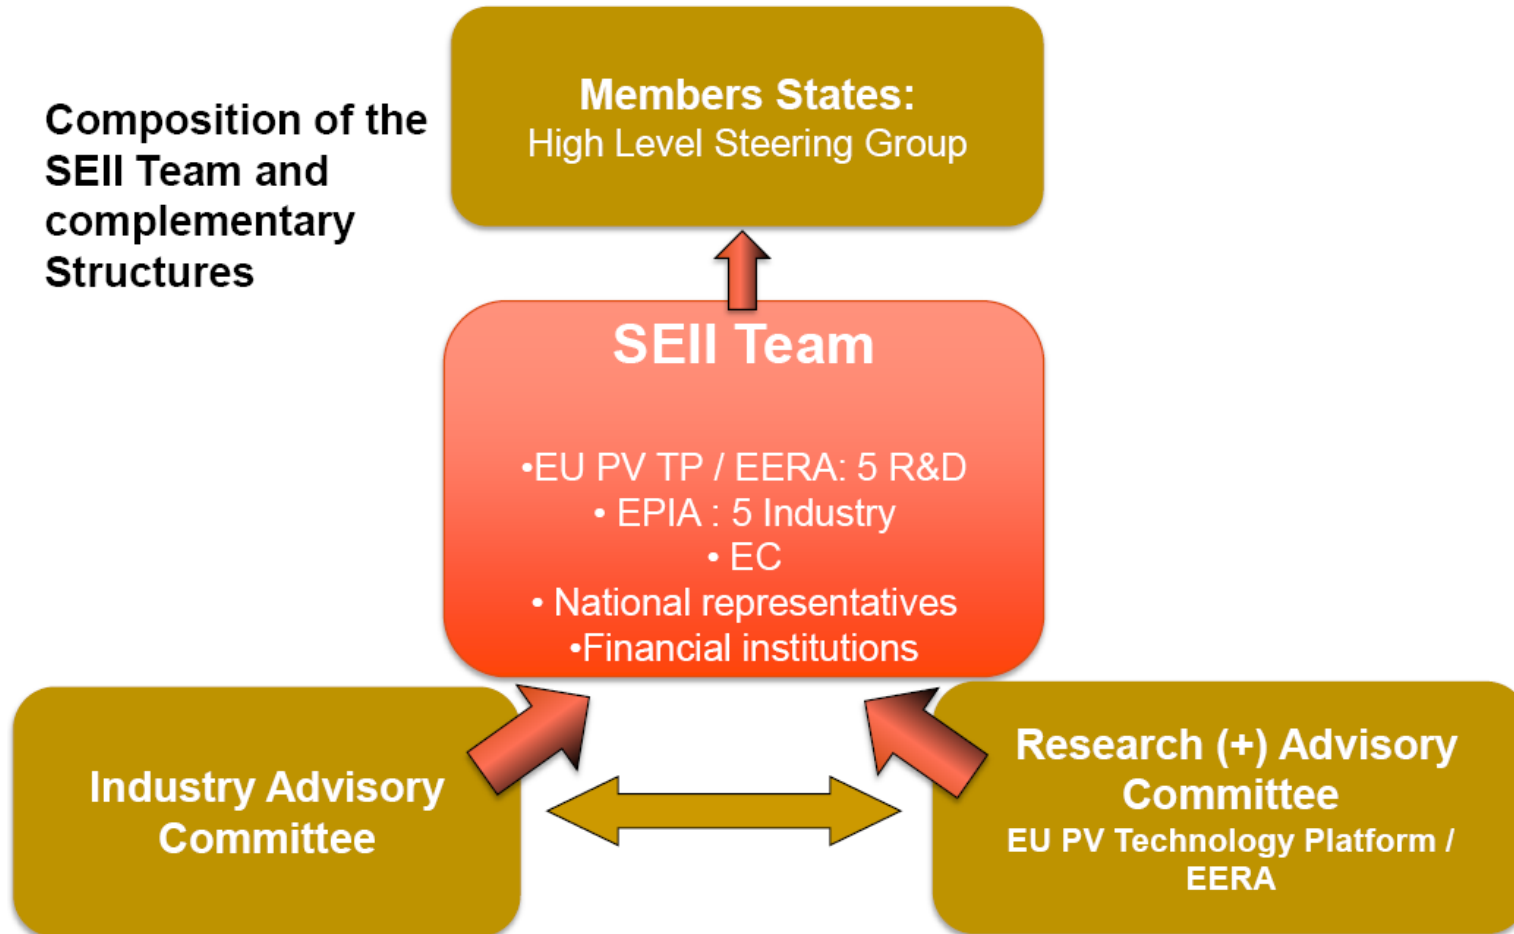 Composition of the
SEII Team and
complementary
Structures
Members States:
High Level Steering Group
SEII Team
•EU PV TP / EERA: 5 R&D
• EPIA : 5 Industry
• EC
• National representatives
•Financial institutions
Industry Advisory
Committee
Research (+) Advisory
Committee
EU PV Technology Platform /
EERA